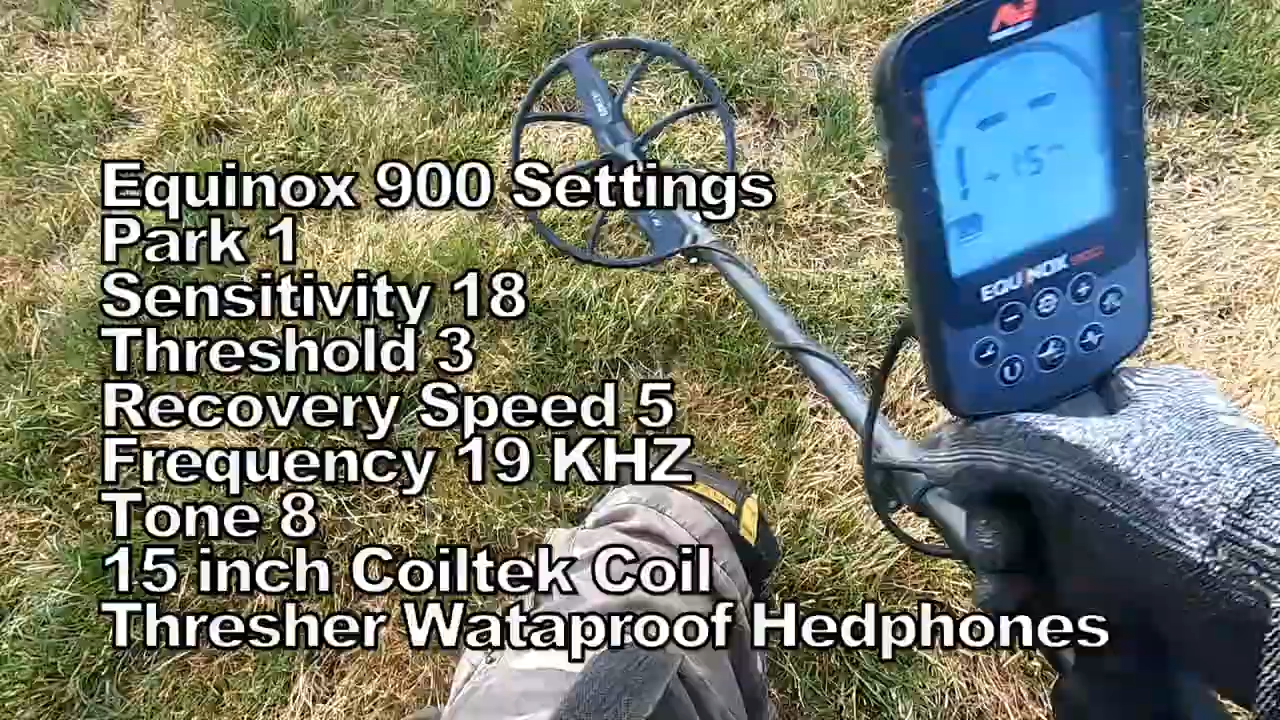 Equinox 900 Settings
Park 1
Sensitivity 18
Threshold 3
Recovery Speed 5
Frequency 19 KHZ
Tone 8
15 inch Coiltek Coil
Thresher Wataproof Hedphones
EQUINOX 900